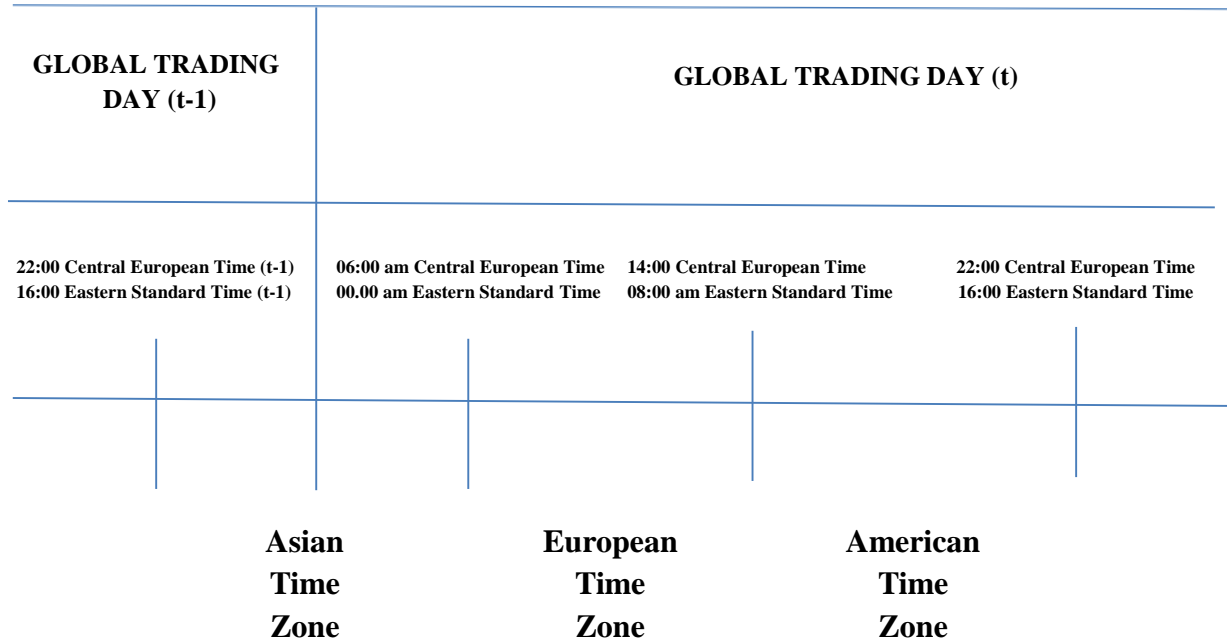 GLOBAL TRADING
DAY (t-1)
GLOBAL TRADING DAY (t)
22:00 Central European Time (t-1)
16:00 Eastern Standard Time (t-1)
06:00 am Central European Time
00.00 am Eastern Standard Time
14:00 Central European Time
08:00 am Eastern Standard Time
22:00 Central European Time
16:00 Eastern Standard Time
Asian
Time
Zone
European
Time
Zone
American
Time
Zone